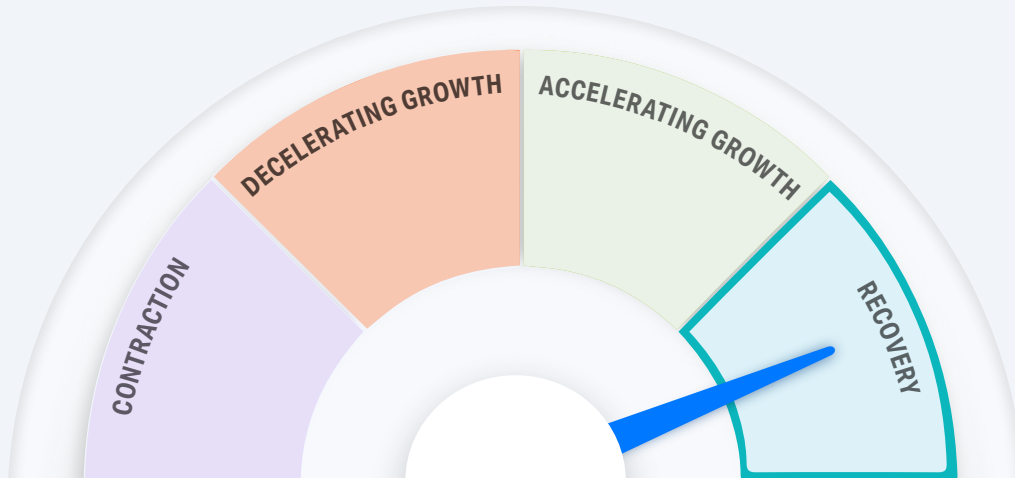 CONTRACTION
DECELERATING GROWTH
ACCELERATING GROWTH
RECOVERY